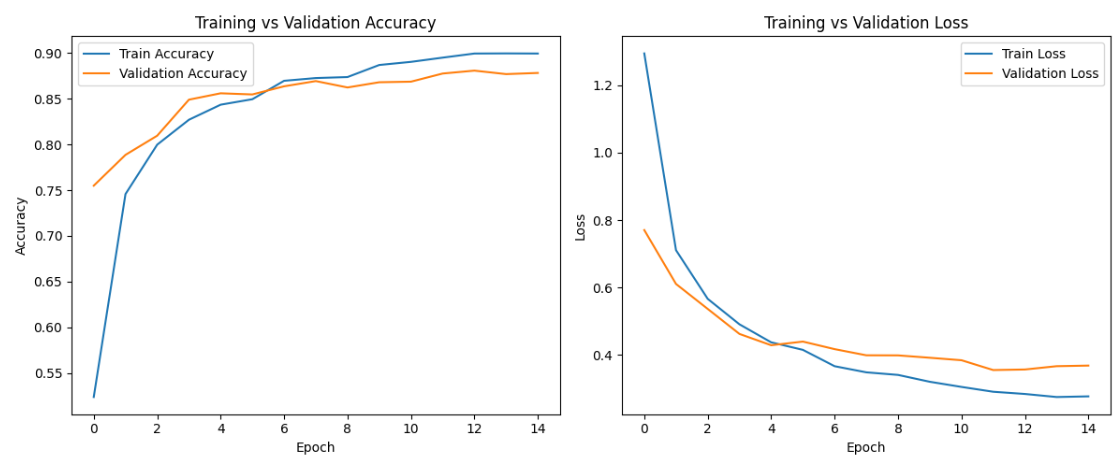 Training vs Validation Accuracy
Train Accuracy
Validation Accuracy
0.90
0.85
0.80
0.75
0.70
0.65
0.60
0.55
Accuracy
0 2 4 6 8 10 12 14
Epoch
Training vs Validation Loss
Train Loss
Validation Loss
1.2
1.0
0.8
0.6
0.4
Loss
0 2 4 6 8 10 12 14
Epoch